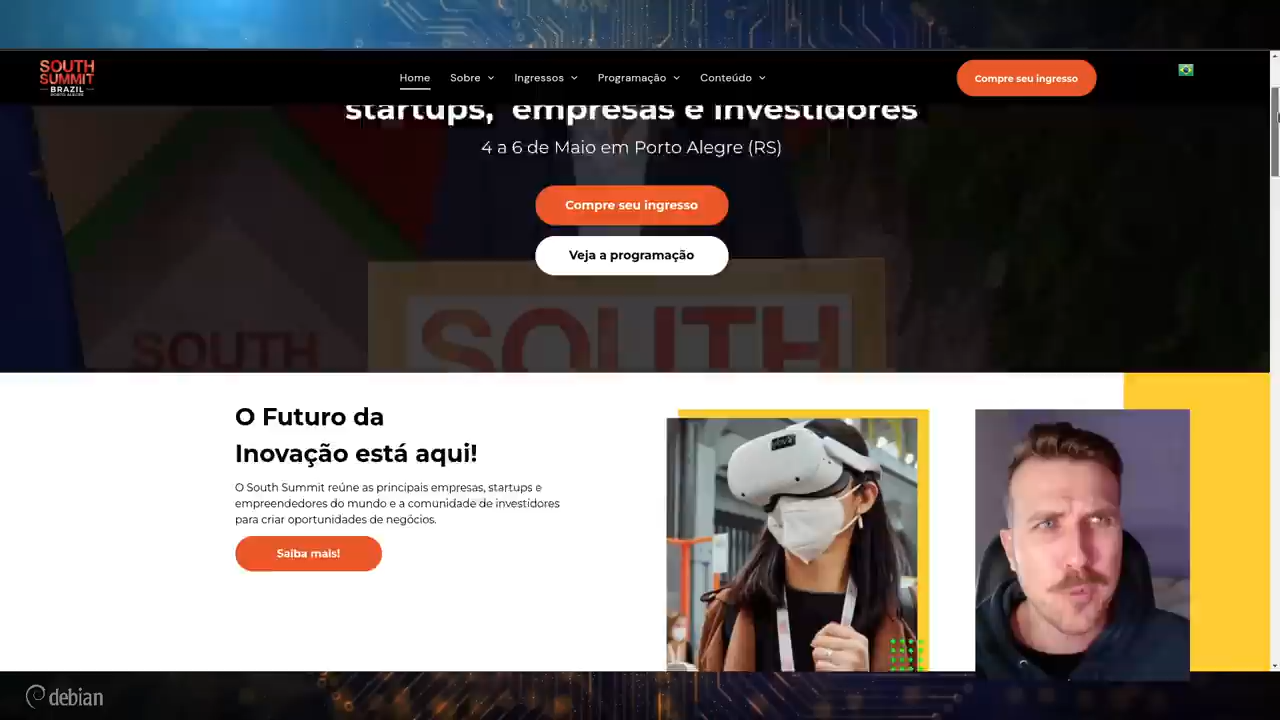 SOUTH
SUMMIT
BRAZIL
PORTO ALEGRE
Home
Sobre
Ingressos
Programação
Conteúdo
Compre seu ingresso
startups, empresas e investidores
4 a 6 de Maio em Porto Alegre (RS)
Compre seu ingresso
Veja a programação
SOUTH
SOUTH
O Futuro da
Inovação está aqui!
O South Summit reúne as principais empresas, startups e
empreendedores do mundo e a comunidade de investidores
para criar oportunidades de negócios.
Saiba mais!
debian